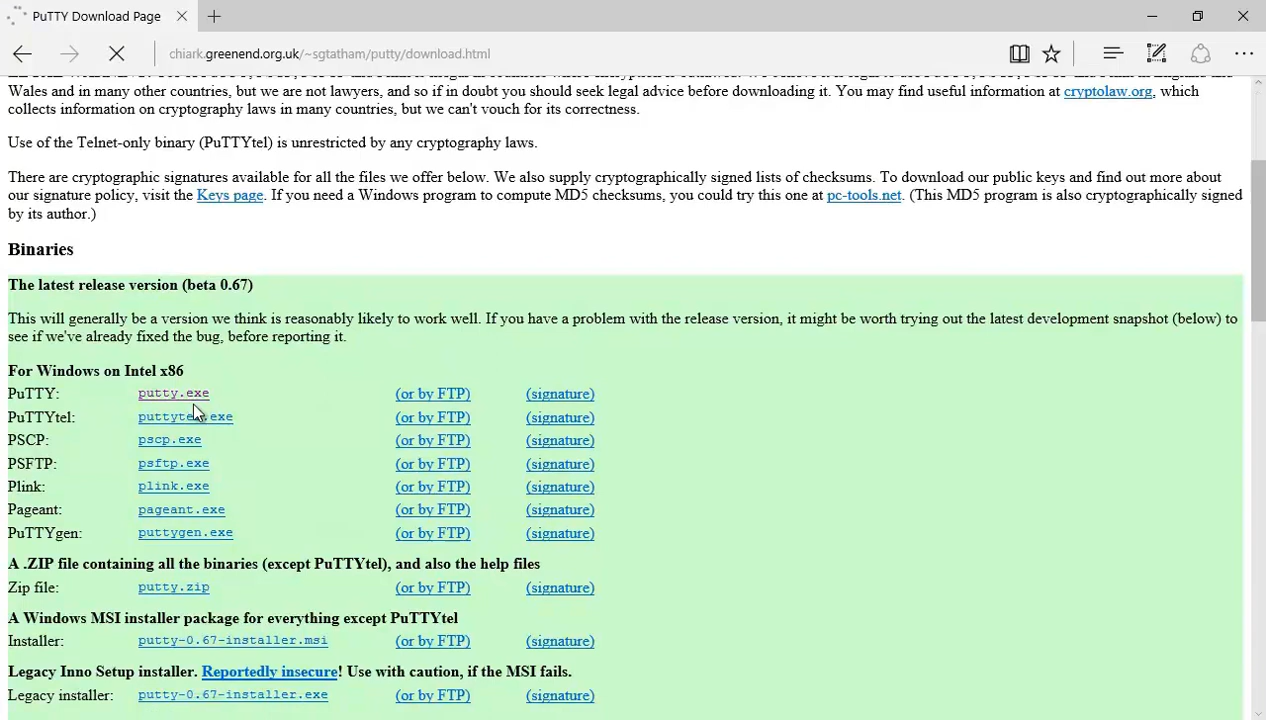 PuTTY Download Page
chiark.greenend.org.uk/~sgtatham/putty/download.html
Wales and in many other countries, but we are not lawyers, and so if in doubt you should seek legal advice before downloading it. You may find useful information at cryptolaw.org, which
collects information on cryptography laws in many countries, but we can't vouch for its correctness.
Use of the Telnet-only binary (PuTTYtel) is unrestricted by any cryptography laws.
There are cryptographic signatures available for all the files we offer below. We also supply cryptographically signed lists of checksums. To download our public keys and find out more about
our signature policy, visit the Keys page. If you need a Windows program to compute MD5 checksums, you could try this one at pc-tools.net. (This MD5 program is also cryptographically signed
by its author.)
Binaries
The latest release version (beta 0.67)
This will generally be a version we think is reasonably likely to work well. If you have a problem with the release version, it might be worth trying out the latest development snapshot (below) to
see if we've already fixed the bug, before reporting it.
For Windows on Intel x86
PuTTY: putty.exe (or by FTP) (signature)
PuTTYtel: puttytel.exe (or by FTP) (signature)
PSCP: pscp.exe (or by FTP) (signature)
PSFTP: psftp.exe (or by FTP) (signature)
Plink: plink.exe (or by FTP) (signature)
Pageant: pageant.exe (or by FTP) (signature)
PuTTYgen: puttygen.exe (or by FTP) (signature)
A .ZIP file containing all the binaries (except PuTTYtel), and also the help files
Zip file: putty.zip (or by FTP) (signature)
A Windows MSI installer package for everything except PuTTYtel
Installer: putty-0.67-installer.msi (or by FTP) (signature)
Legacy Inno Setup installer. Reportedly insecure! Use with caution, if the MSI fails.
Legacy installer: putty-0.67-installer.exe (or by FTP) (signature)